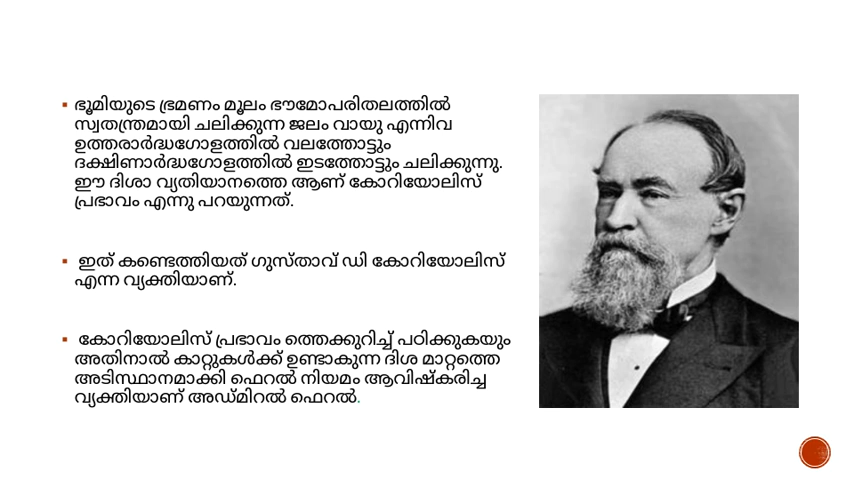 ▪ ഭൂമിയുടെ ഭ്രമണം മൂലം ഭൗമോപരിതലത്തിൽ
സ്വതന്ത്രമായി ചലിക്കുന്ന ജലം വായു എന്നിവ
ഉത്തരാർദ്ധഗോളത്തിൽ വലത്തോട്ടും
ദക്ഷിണാർദ്ധഗോളത്തിൽ ഇടത്തോട്ടും ചലിക്കുന്നു.
ഈ ദിശാ വ്യതിയാനത്തെ ആണ് കോറിയോലിസ്
പ്രഭാവം എന്നു പറയുന്നത്.
▪ ഇത് കണ്ടെത്തിയത് ഗുസ്താവ് ഡി കോറിയോലിസ്
എന്ന വ്യക്തിയാണ്.
▪ കോറിയോലിസ് പ്രഭാവം ത്തെക്കുറിച്ച് പഠിക്കുകയും
അതിനാൽ കാറ്റുകൾക്ക് ഉണ്ടാകുന്ന ദിശ മാറ്റത്തെ
അടിസ്ഥാനമാക്കി ഫെറൽ നിയമം ആവിഷ്കരിച്ച
വ്യക്തിയാണ് അഡ്മിറൽ ഫെറൽ.